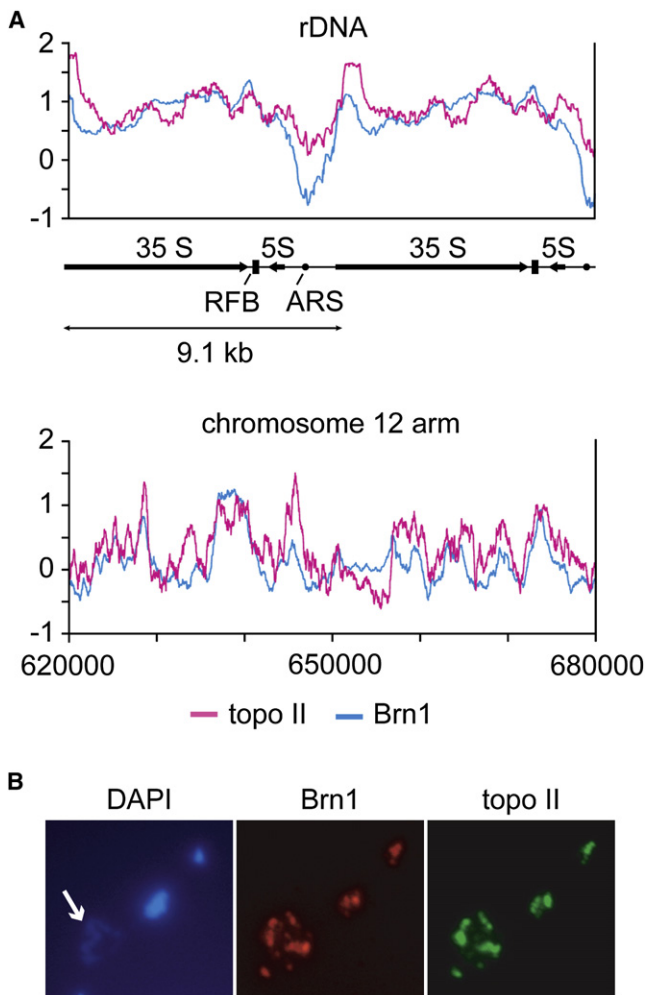 A
rDNA
2
1
0
-1
35 S 5S 35 S 5S
RFB ARS
9.1 kb
chromosome 12 arm
2
1
0
-1
620000 650000 680000
topo II Brn1
B
DAPI Brn1 topo II